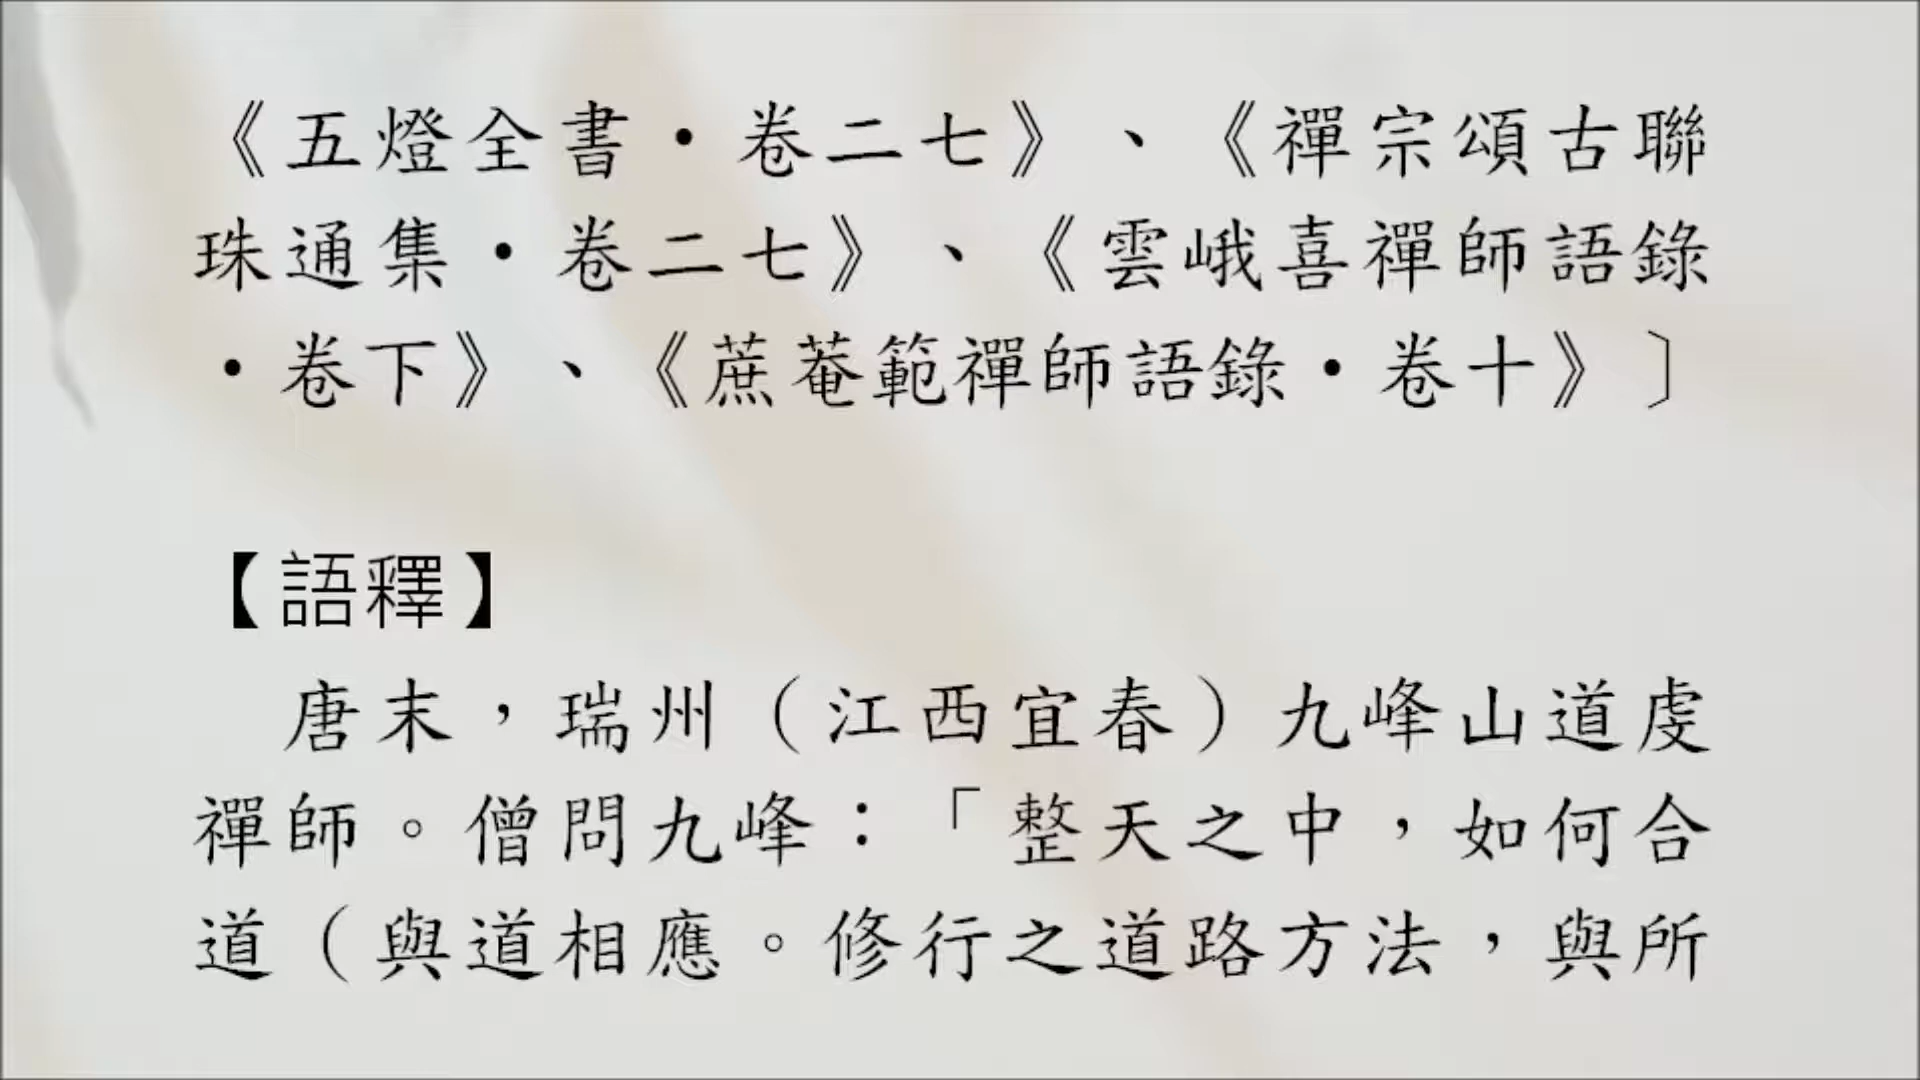 《五燈全書・卷二七》、《禪宗頌古聯
珠通集・卷二七》、《雲峨喜禪師語錄
・卷下》、《蔗菴範禪師語錄・卷十》〕
【語釋】
唐末，瑞州（江西宜春）九峰山道虔
禪師。僧問九峰：「整天之中，如何合
道（與道相應。修行之道路方法，與所